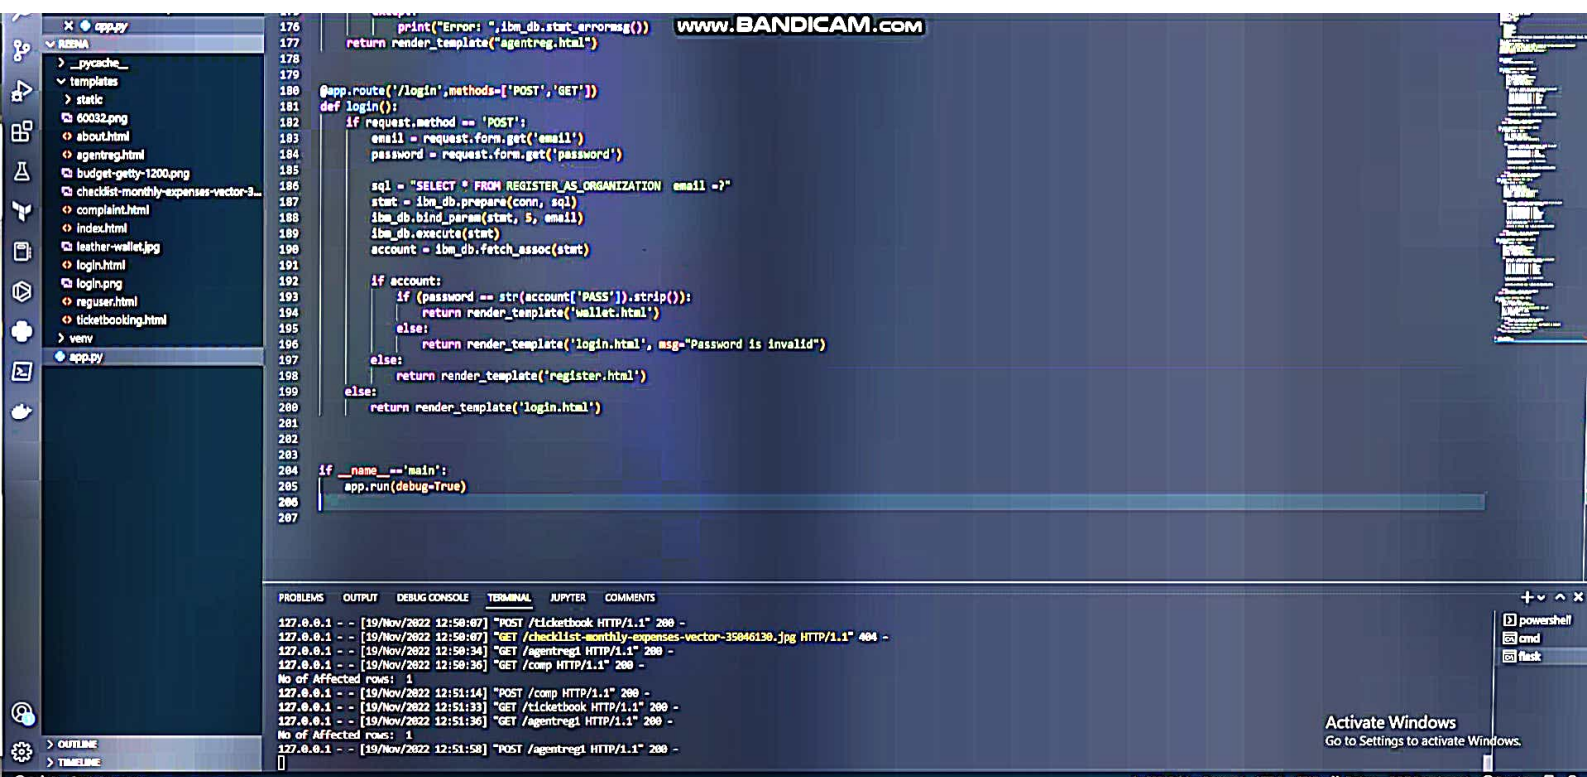 www.BANDICAM.com
app.py
REENA
__pycache__
templates
static
60032.png
about.html
agentreg.html
budget-getty-1200.png
checklist-monthly-expenses-vector-3...
complaint.html
index.html
leather-wallet.jpg
login.html
login.png
reguser.html
ticketbooking.html
venv
app.py
OUTLINE
TIMELINE
176 print("Error: ",ibm_db.stmt_errormsg())
177 return render_template("agentreg.html")
178
179
180 @app.route('/login',methods=['POST','GET'])
181 def login():
182 if request.method == 'POST':
183 email = request.form.get('email')
184 password = request.form.get('password')
185
186 sql = "SELECT * FROM REGISTER_AS_ORGANIZATION  email =?"
187 stmt = ibm_db.prepare(conn, sql)
188 ibm_db.bind_param(stmt, 5, email)
189 ibm_db.execute(stmt)
190 account = ibm_db.fetch_assoc(stmt)
191
192 if account:
193 if (password == str(account['PASS']).strip()):
194 return render_template('wallet.html')
195 else:
196 return render_template('login.html', msg="Password is invalid")
197 else:
198 return render_template('register.html')
199 else:
200 return render_template('login.html')
201
202
203
204 if __name__=='main':
205 app.run(debug=True)
206
207
PROBLEMS OUTPUT DEBUG CONSOLE TERMINAL JUPYTER COMMENTS
127.0.0.1 - - [19/Nov/2022 12:50:07] "POST /ticketbook HTTP/1.1" 200 -
127.0.0.1 - - [19/Nov/2022 12:50:07] "GET /checklist-monthly-expenses-vector-35046130.jpg HTTP/1.1" 404 -
127.0.0.1 - - [19/Nov/2022 12:50:34] "GET /agentreg1 HTTP/1.1" 200 -
127.0.0.1 - - [19/Nov/2022 12:50:36] "GET /comp HTTP/1.1" 200 -
No of Affected rows:  1
127.0.0.1 - - [19/Nov/2022 12:51:14] "POST /comp HTTP/1.1" 200 -
127.0.0.1 - - [19/Nov/2022 12:51:33] "GET /ticketbook HTTP/1.1" 200 -
127.0.0.1 - - [19/Nov/2022 12:51:36] "GET /agentreg1 HTTP/1.1" 200 -
No of Affected rows:  1
127.0.0.1 - - [19/Nov/2022 12:51:58] "POST /agentreg1 HTTP/1.1" 200 -
powershell
cmd
flask
Activate Windows
Go to Settings to activate Windows.